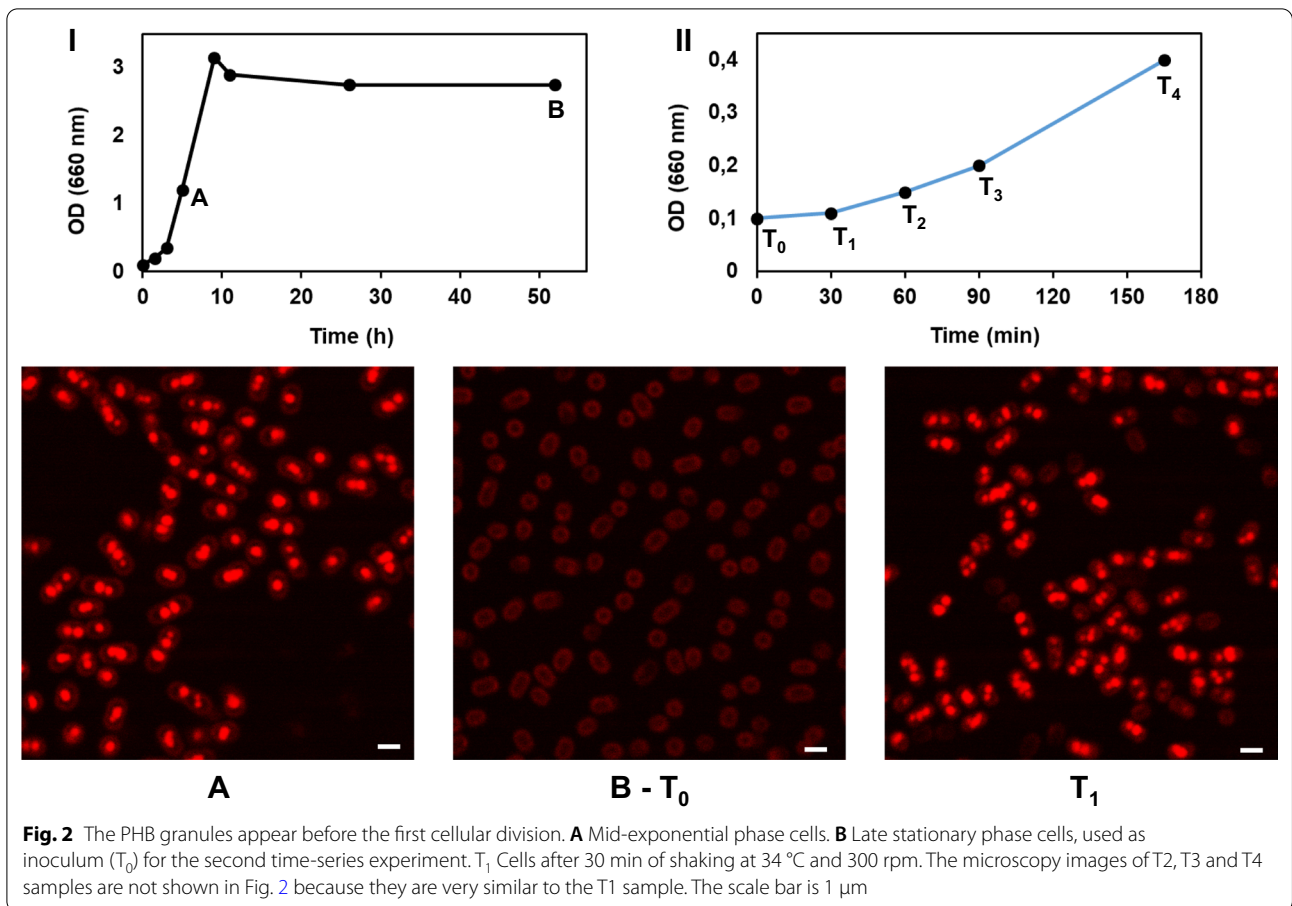 I
3
2
1
0
OD (660 nm)
A
B
0 10 20 30 40 50
Time (h)
II
0,4
0,3
0,2
0,1
0
OD (660 nm)
T₀
T₁
T₂
T₃
T₄
0 30 60 90 120 150 180
Time (min)
A
B - T₀
T₁
Fig. 2 The PHB granules appear before the first cellular division. A Mid-exponential phase cells. B Late stationary phase cells, used as
inoculum (T₀) for the second time-series experiment. T₁ Cells after 30 min of shaking at 34 °C and 300 rpm. The microscopy images of T2, T3 and T4
samples are not shown in Fig. 2 because they are very similar to the T1 sample. The scale bar is 1 μm